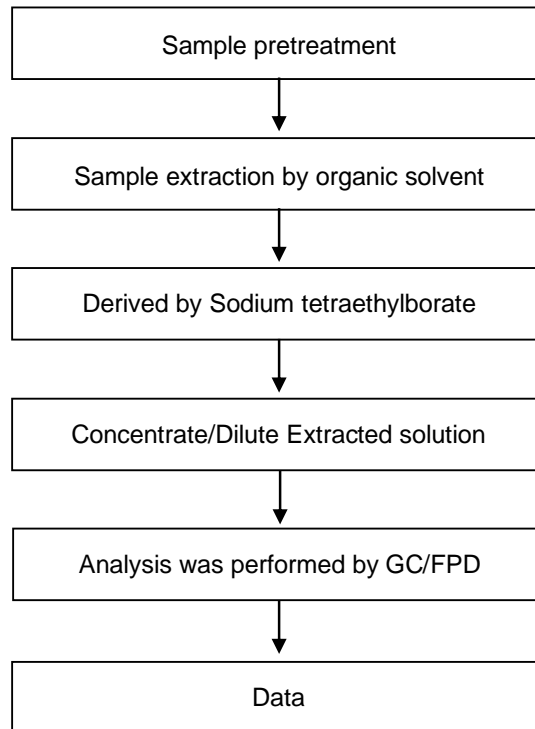 Sample pretreatment
Sample extraction by organic solvent
Derived by Sodium tetraethylborate
Concentrate/Dilute Extracted solution
Analysis was performed by GC/FPD
Data